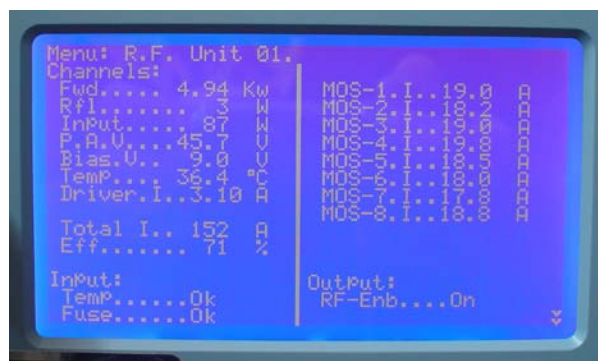 Menu: R.F. Unit 01.
Channels:
Fwd..... 4.94 Kw
Rfl....... 3 W
Input..... 87 W
P.A.V....45.7 V
Bias.V.. 9.0 V
Temp.... 36.4 °C
Driver.I..3.10 A
Total I.. 152 A
Eff....... 71 %
Input:
Temp......Ok
Fuse......Ok
MOS-1.I..19.0 A
MOS-2.I..18.2 A
MOS-3.I..19.0 A
MOS-4.I..19.8 A
MOS-5.I..18.5 A
MOS-6.I..18.0 A
MOS-7.I..17.8 A
MOS-8.I..18.8 A
Output:
RF-Enb....On